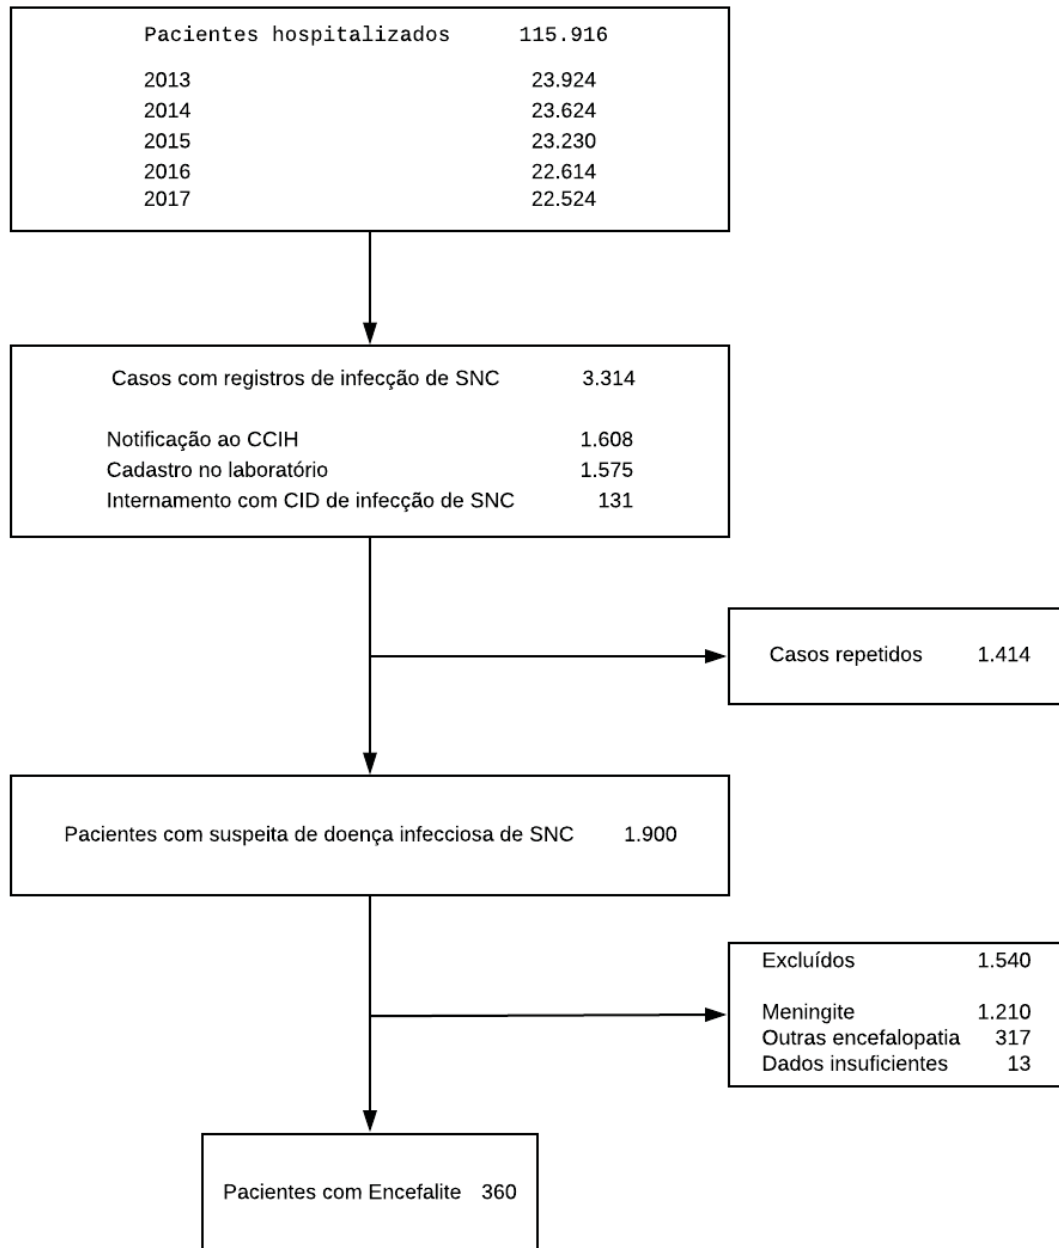 Pacientes hospitalizados 115.916
2013 23.924
2014 23.624
2015 23.230
2016 22.614
2017 22.524
Casos com registros de infecção de SNC 3.314
Notificação ao CCIH 1.608
Cadastro no laboratório 1.575
Internamento com CID de infecção de SNC 131
Casos repetidos 1.414
Pacientes com suspeita de doença infecciosa de SNC 1.900
Excluídos 1.540
Meningite 1.210
Outras encefalopatia 317
Dados insuficientes 13
Pacientes com Encefalite 360